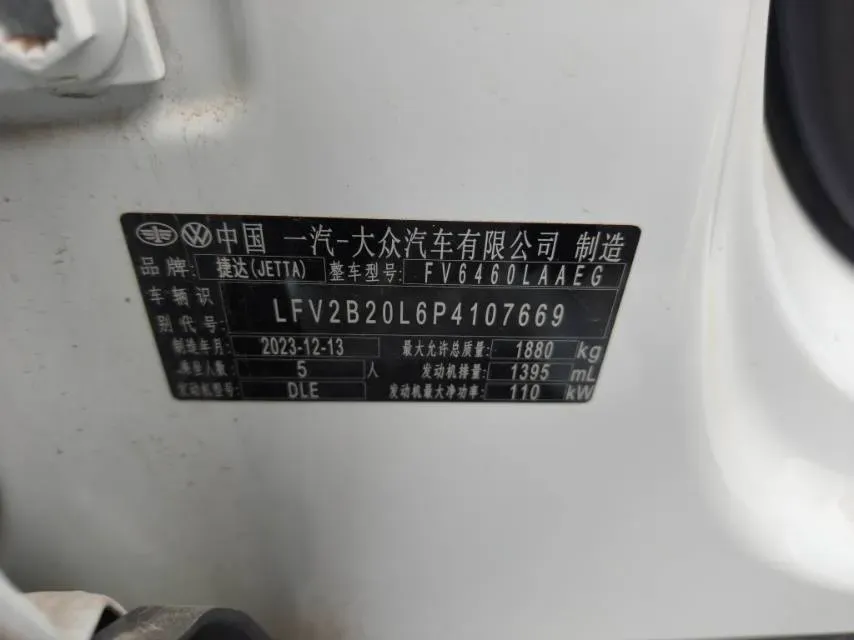 中国 一汽-大众汽车有限公司 制造
品牌: 捷达(JETTA) 整车型号: FV6460LAAEG
车辆识别代号: LFV2B20L6P4107669
制造年月: 2023-12-13 最大允许总质量: 1880 kg
乘坐人数: 5 人 发动机排量: 1395 mL
发动机型号: DLE 发动机最大净功率: 110 kW